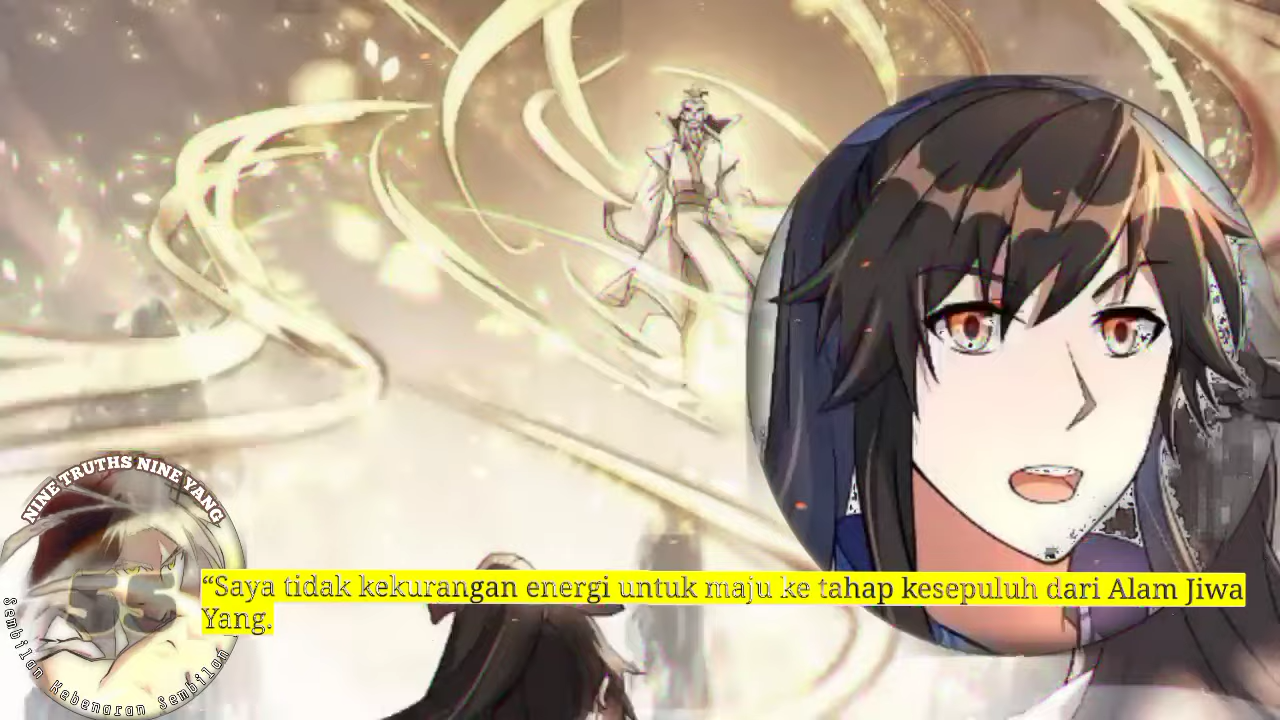 NINE TRUTHS NINE YANG
55
Sembilan Kebenaran Sembilan
“Saya tidak kekurangan energi untuk maju ke tahap kesepuluh dari Alam Jiwa
Yang.